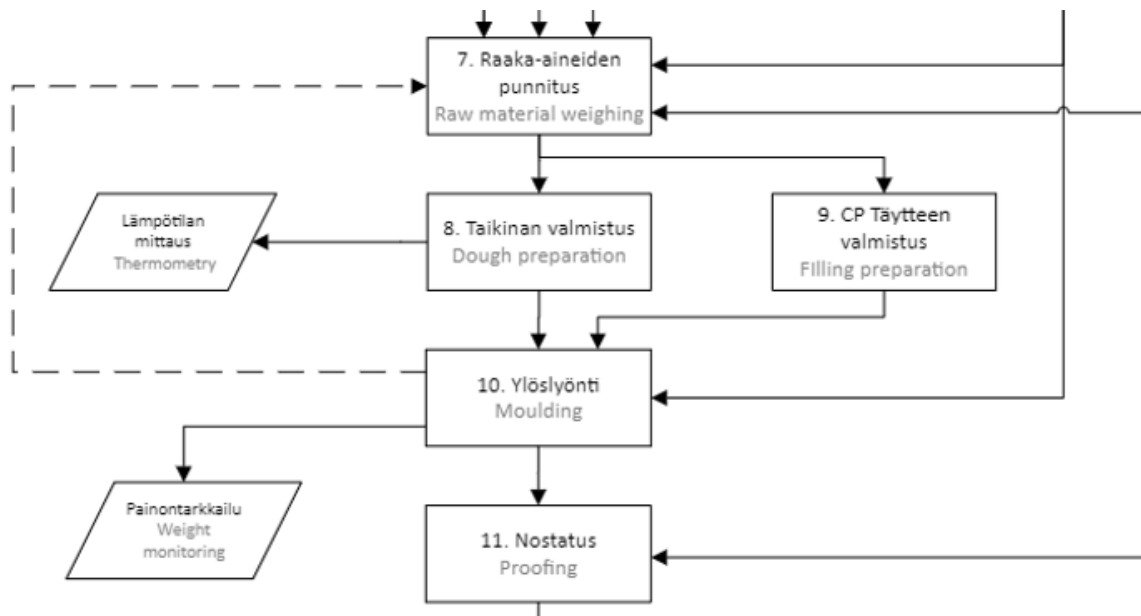 7. Raaka-aineiden
punnitus
Raw material weighing
Lämpötilan
mittaus
Thermometry
8. Taikinan valmistus
Dough preparation
9. CP Täytteen
valmistus
FIlling preparation
10. Ylöslyönti
Moulding
Painontarkkailu
Weight
monitoring
11. Nostatus
Proofing